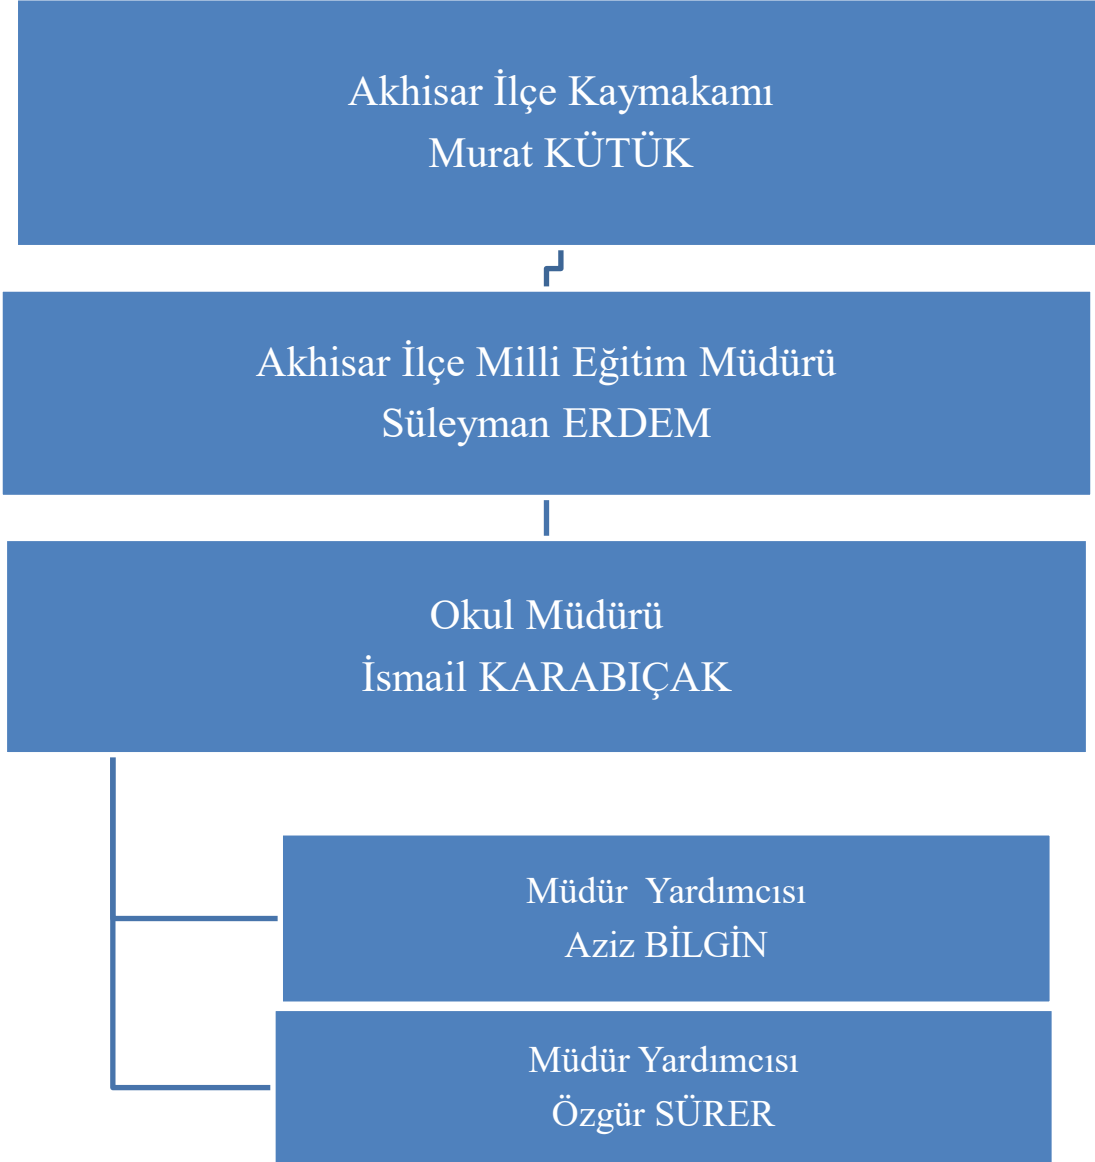 Akhisar İlçe Kaymakamı
Murat KÜTÜK
Akhisar İlçe Milli Eğitim Müdürü
Süleyman ERDEM
Okul Müdürü
İsmail KARABIÇAK
Müdür  Yardımcısı
Aziz BİLGİN
Müdür Yardımcısı
Özgür SÜRER